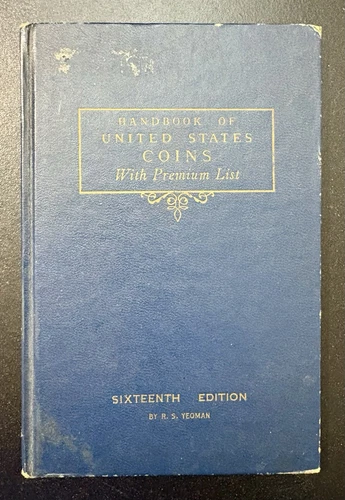 HANDBOOK OF
UNITED STATES
COINS
With Premium List
SIXTEENTH EDITION
BY R. S. YEOMAN